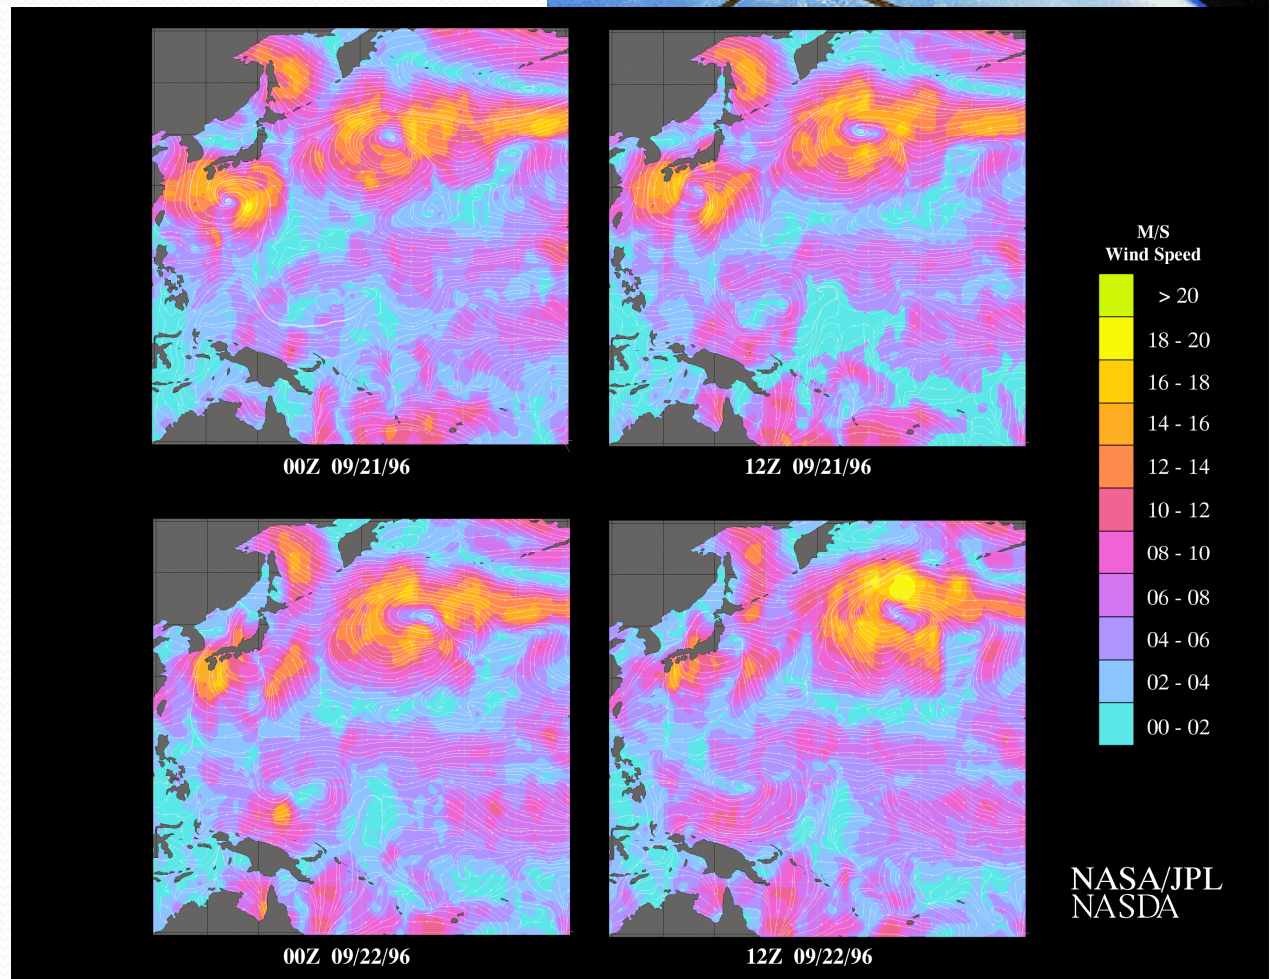 00Z 09/21/96
12Z 09/21/96
M/S
Wind Speed
> 20
18 - 20
16 - 18
14 - 16
12 - 14
10 - 12
08 - 10
06 - 08
04 - 06
02 - 04
00 - 02
00Z 09/22/96
12Z 09/22/96
NASA/JPL
NASDA